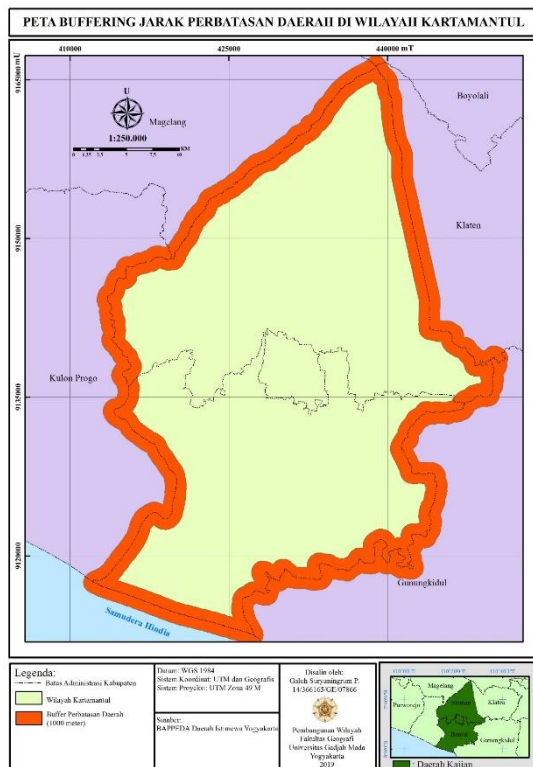 PETA BUFFERING JARAK PERBATASAN DAERAH DI WILAYAH KARTAMANTUL
410000
425000
440000 mT
9165000 mU
9150000
9135000
9120000
U
1:250.000
KM
Magelang
Boyolali
Klaten
Kulon Progo
Gunungkidul
Samudera Hindia
Legenda:
Batas Administrasi Kabupaten
Wilayah Kartamantul
Buffer Perbatasan Daerah
(1000 meter)
Datum: WGS 1984
Sistem Koordinat: UTM dan Geografis
Sistem Proyeksi: UTM Zona 49 M
Sumber:
BAPPEDA Daerah Istimewa Yogyakarta
Disalin oleh:
Galuh Suryaningrum P.
14/366165/GE/07866
Pembangunan Wilayah
Fakultas Geografi
Universitas Gadjah Mada
Yogyakarta
2019
Magelang
Purworejo
Sleman
Klaten
Bantul
Gunungkidul
: Daerah Kajian